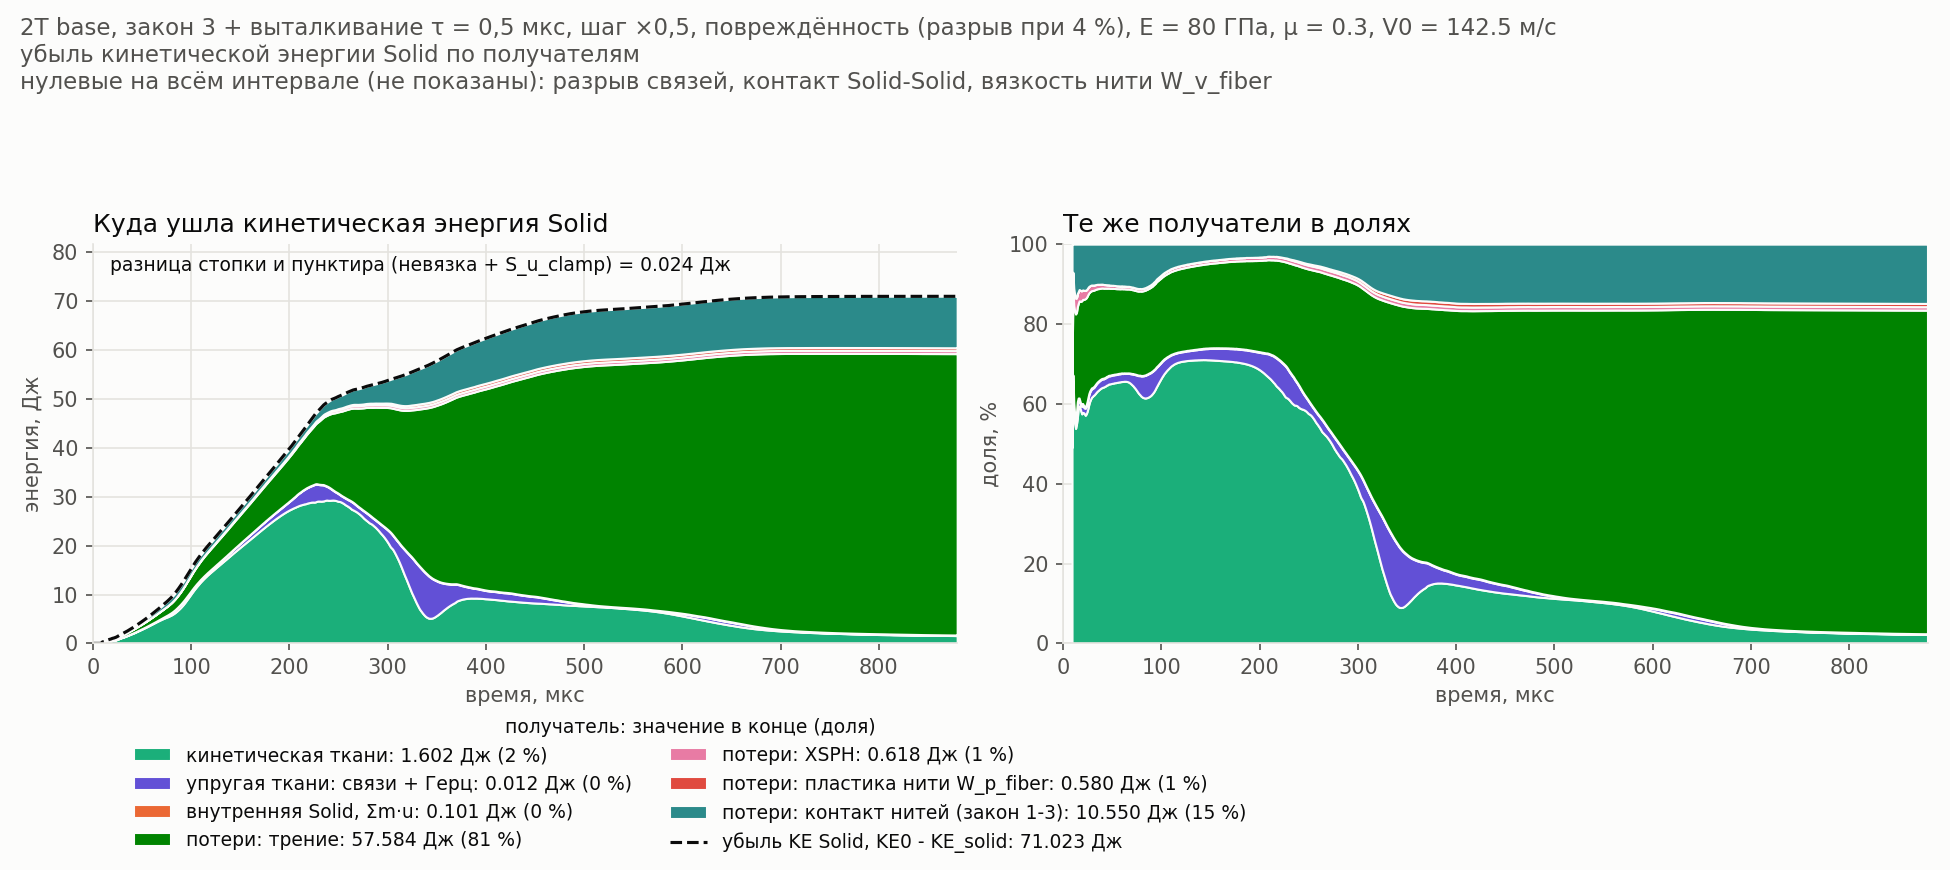 2T base, закон 3 + выталкивание τ = 0,5 мкс, шаг ×0,5, повреждённость (разрыв при 4 %), E = 80 ГПа, μ = 0.3, V0 = 142.5 м/с
убыль кинетической энергии Solid по получателям
нулевые на всём интервале (не показаны): разрыв связей, контакт Solid-Solid, вязкость нити W_v_fiber
Куда ушла кинетическая энергия Solid
разница стопки и пунктира (невязка + S_u_clamp) = 0.024 Дж
энергия, Дж
80
70
60
50
40
30
20
10
0
0 100 200 300 400 500 600 700 800
время, мкс
Те же получатели в долях
доля, %
100
80
60
40
20
0
0 100 200 300 400 500 600 700 800
время, мкс
получатель: значение в конце (доля)
кинетическая ткани: 1.602 Дж (2 %)
упругая ткани: связи + Герц: 0.012 Дж (0 %)
внутренняя Solid, Σm·u: 0.101 Дж (0 %)
потери: трение: 57.584 Дж (81 %)
потери: XSPH: 0.618 Дж (1 %)
потери: пластика нити W_p_fiber: 0.580 Дж (1 %)
потери: контакт нитей (закон 1-3): 10.550 Дж (15 %)
убыль KE Solid, KE0 - KE_solid: 71.023 Дж